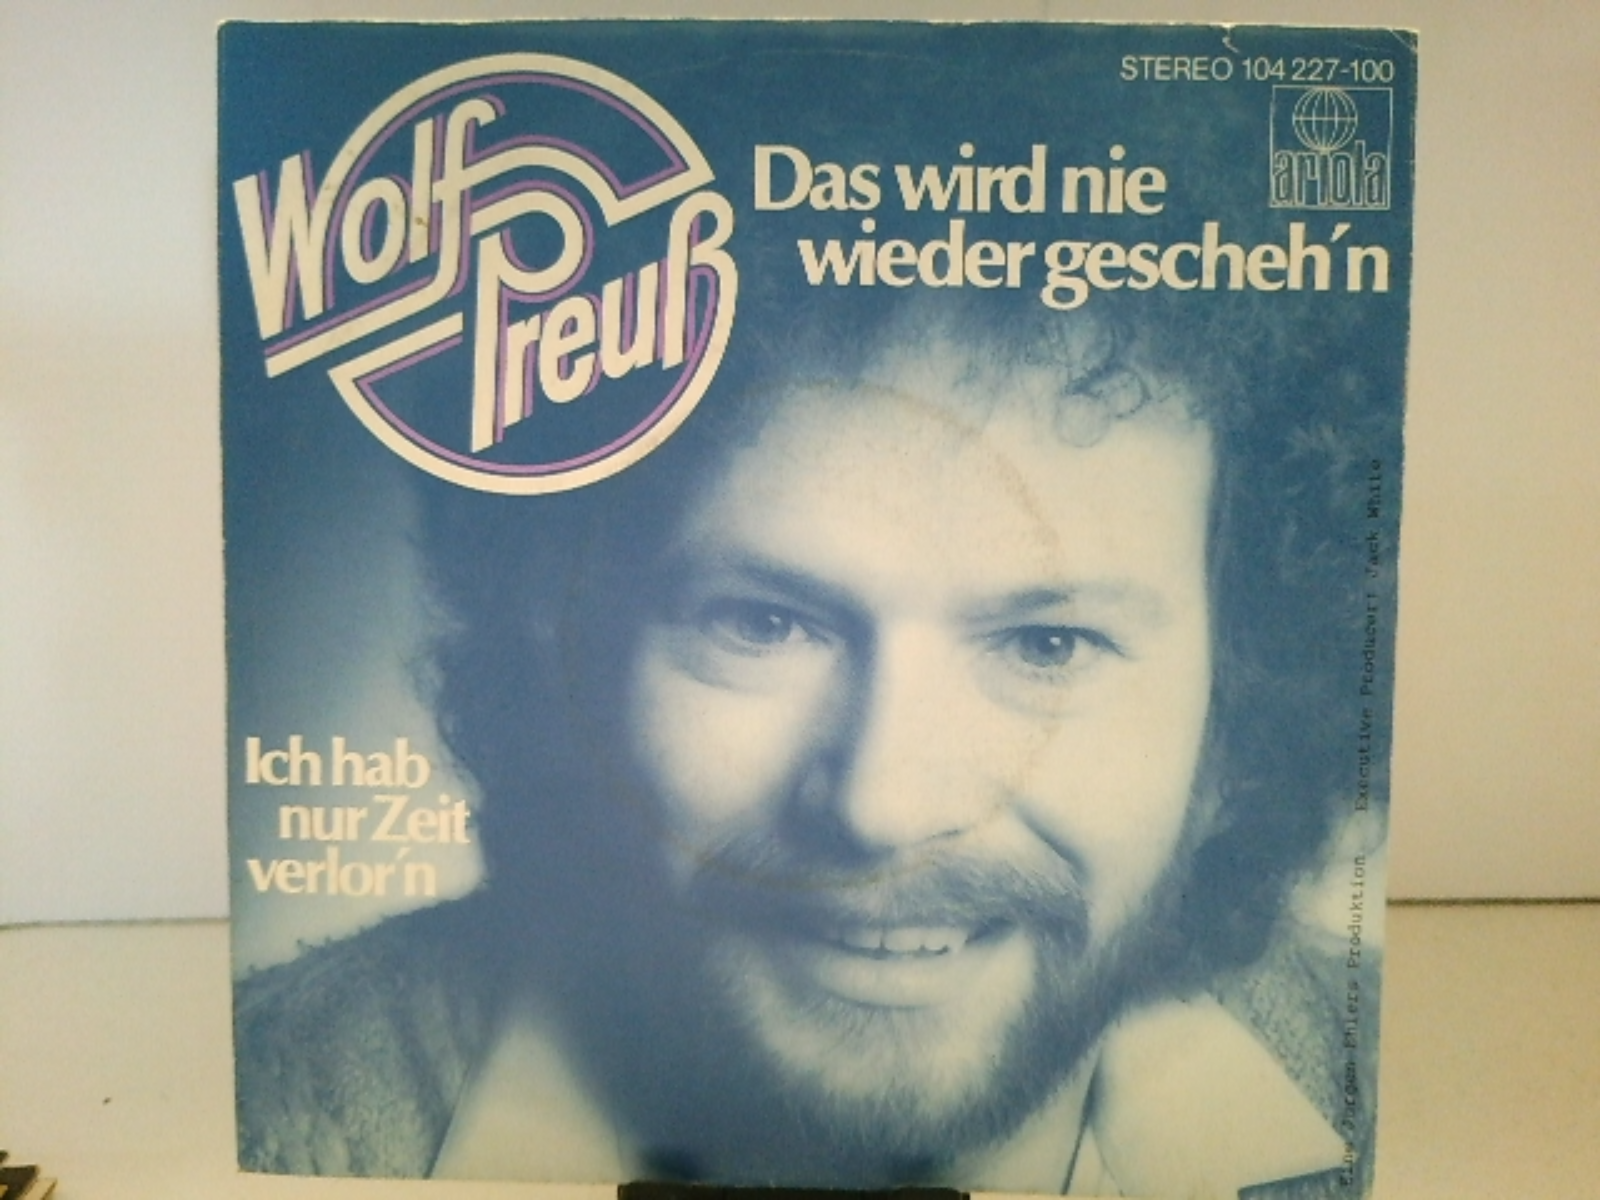 STEREO 104 227-100
ariola
Wolf
Preuß
Das wird nie
wieder gescheh'n
Ich hab
nur Zeit
verlor'n
Eine Jürgen Ehlers Produktion Executive Producer: Jack White